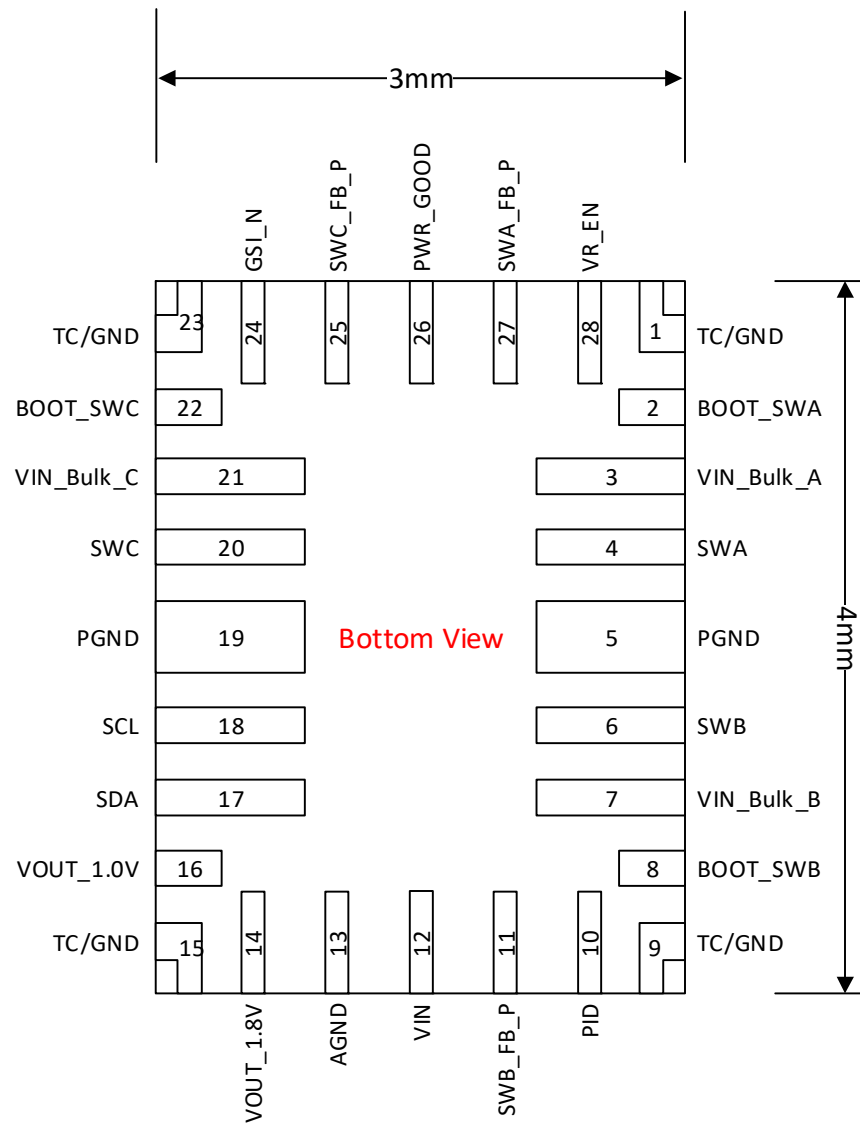 3mm
GSI_N
SWC_FB_P
PWR_GOOD
SWA_FB_P
VR_EN
TC/GND
23
24
25
26
27
28
1
TC/GND
BOOT_SWC
22
2
BOOT_SWA
VIN_Bulk_C
21
3
VIN_Bulk_A
SWC
20
4
SWA
PGND
19
Bottom View
5
PGND
4mm
SCL
18
6
SWB
SDA
17
7
VIN_Bulk_B
VOUT_1.0V
16
8
BOOT_SWB
TC/GND
15
14
13
12
11
10
9
TC/GND
VOUT_1.8V
AGND
VIN
SWB_FB_P
PID